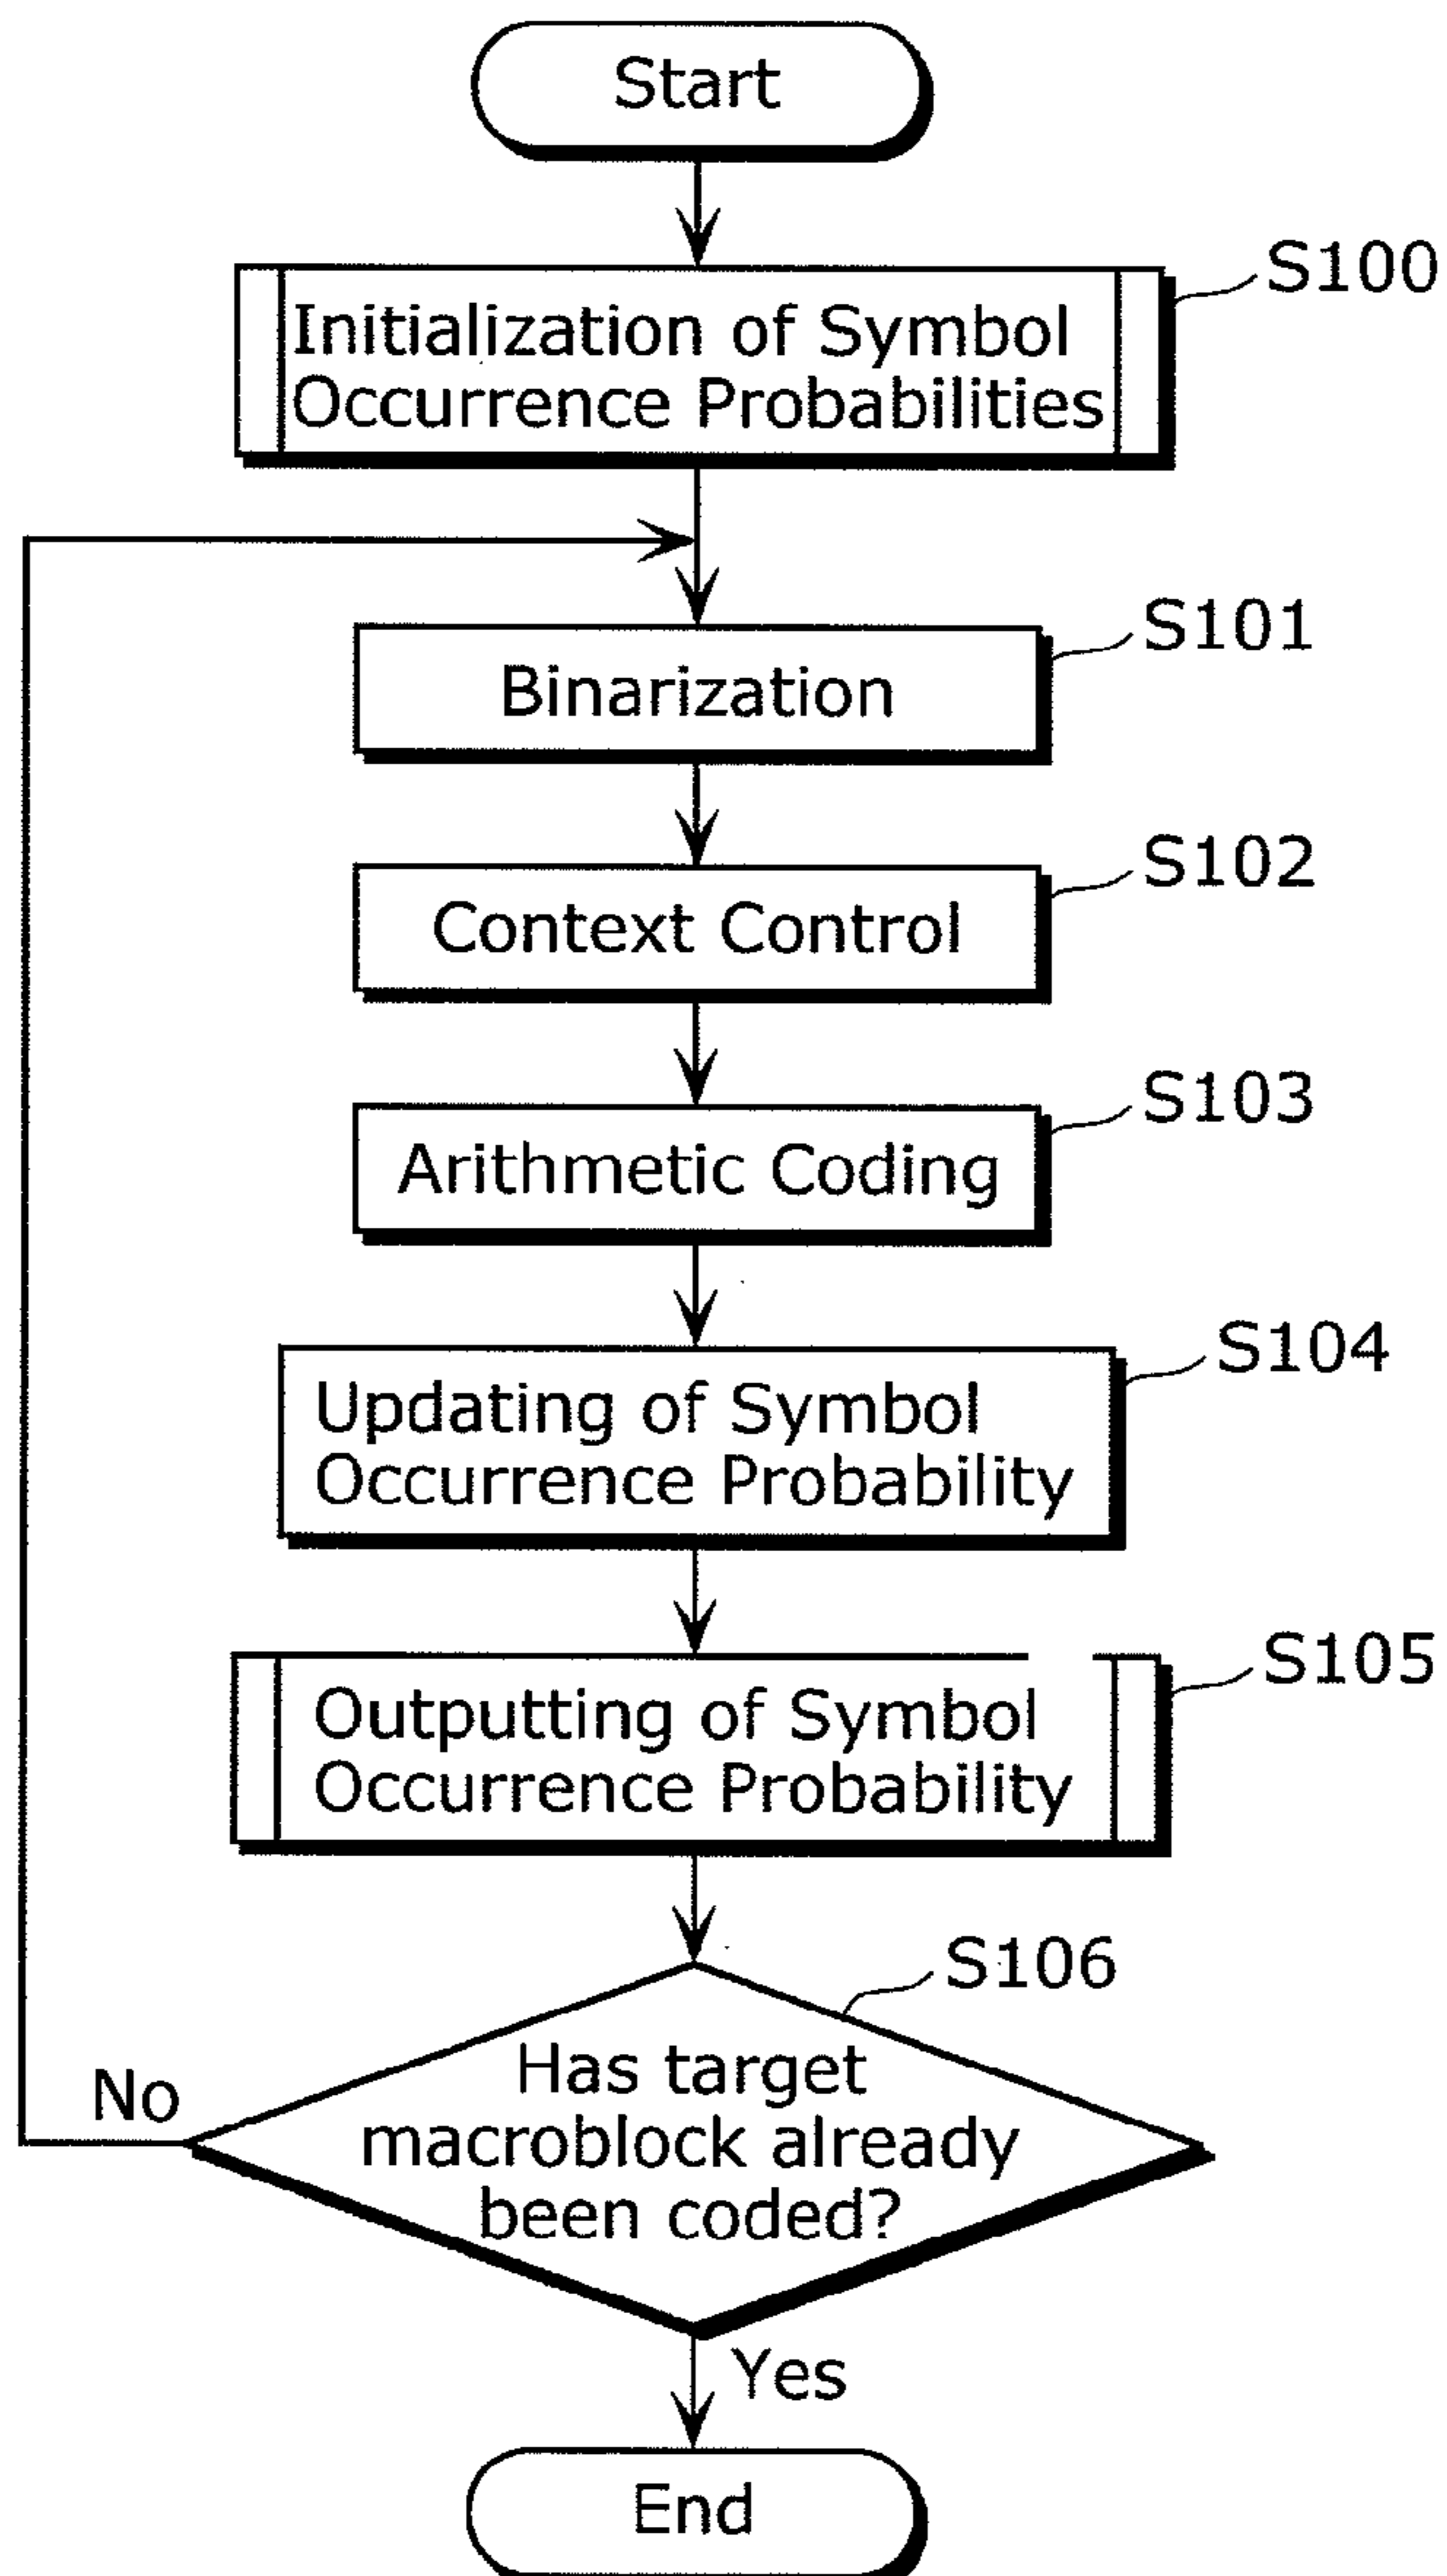 Start
S100
Initialization of Symbol
Occurrence Probabilities
S101
Binarization
S102
Context Control
S103
Arithmetic Coding
S104
Updating of Symbol
Occurrence Probability
S105
Outputting of Symbol
Occurrence Probability
S106
Has target
macroblock already
been coded?
No
Yes
End